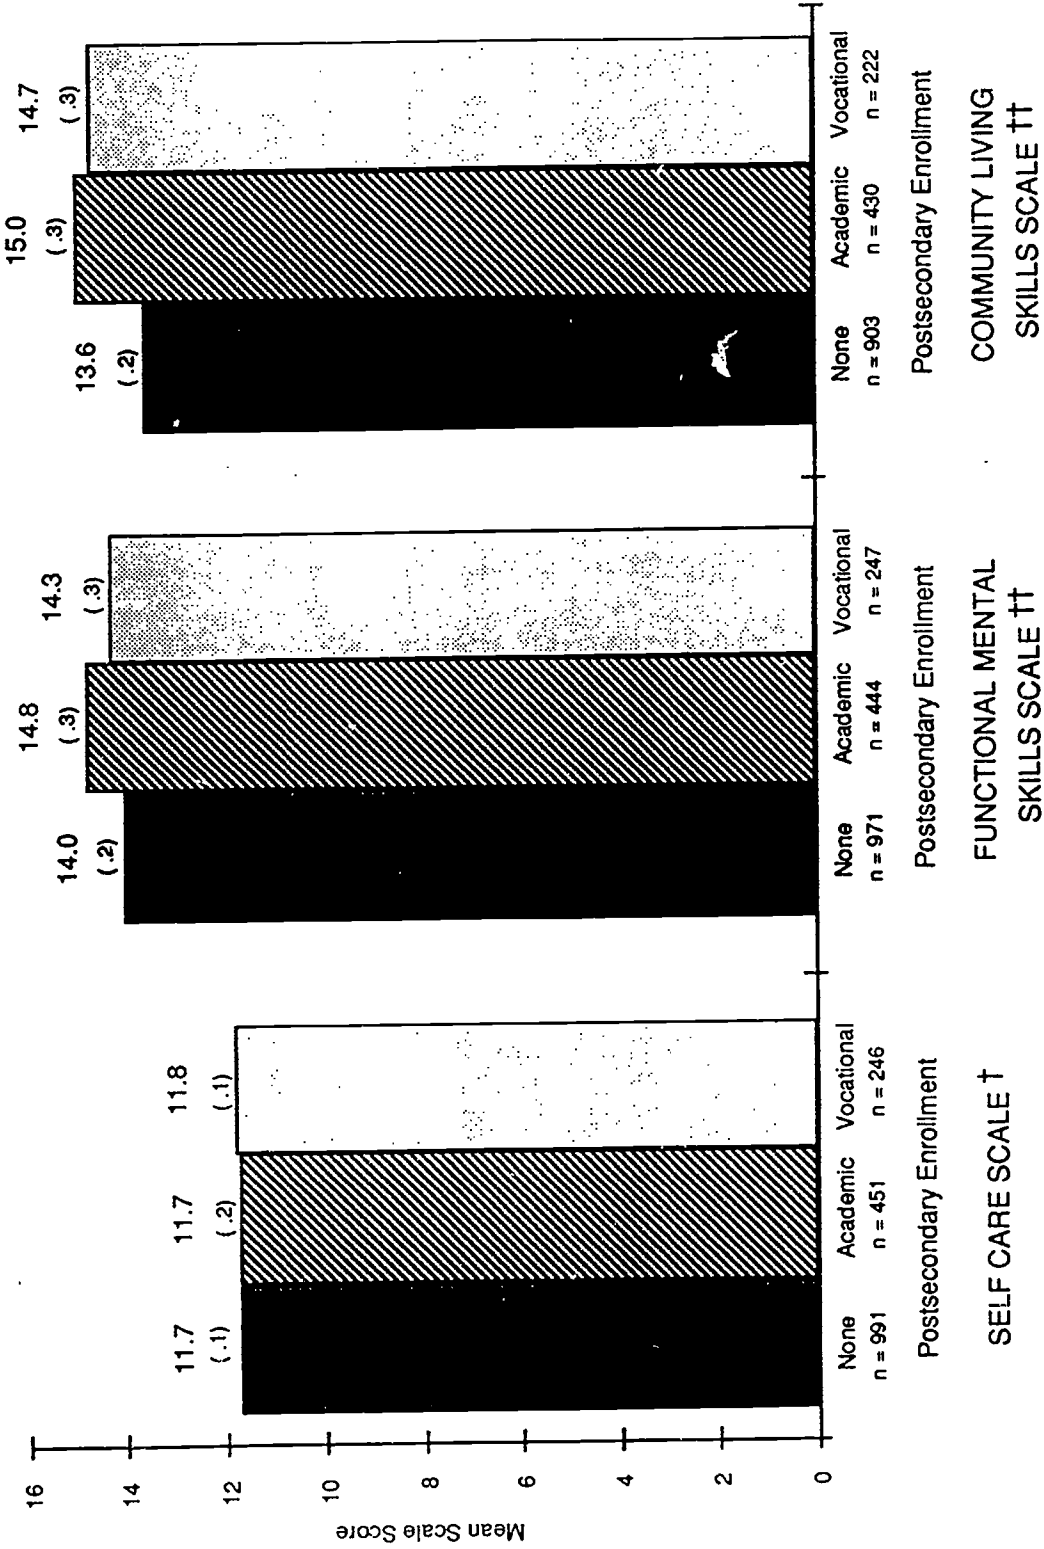 Mean Scale Score
16
14
12
10
8
6
4
2
0
11.7
(.1)
11.7
(.2)
11.8
(.1)
None
n = 991
Academic
n = 451
Vocational
n = 246
Postsecondary Enrollment
SELF CARE SCALE †
14.0
(.2)
14.8
(.3)
14.3
(.3)
None
n = 971
Academic
n = 444
Vocational
n = 247
Postsecondary Enrollment
FUNCTIONAL MENTAL
SKILLS SCALE ††
13.6
(.2)
15.0
(.3)
14.7
(.3)
None
n = 903
Academic
n = 430
Vocational
n = 222
Postsecondary Enrollment
COMMUNITY LIVING
SKILLS SCALE ††